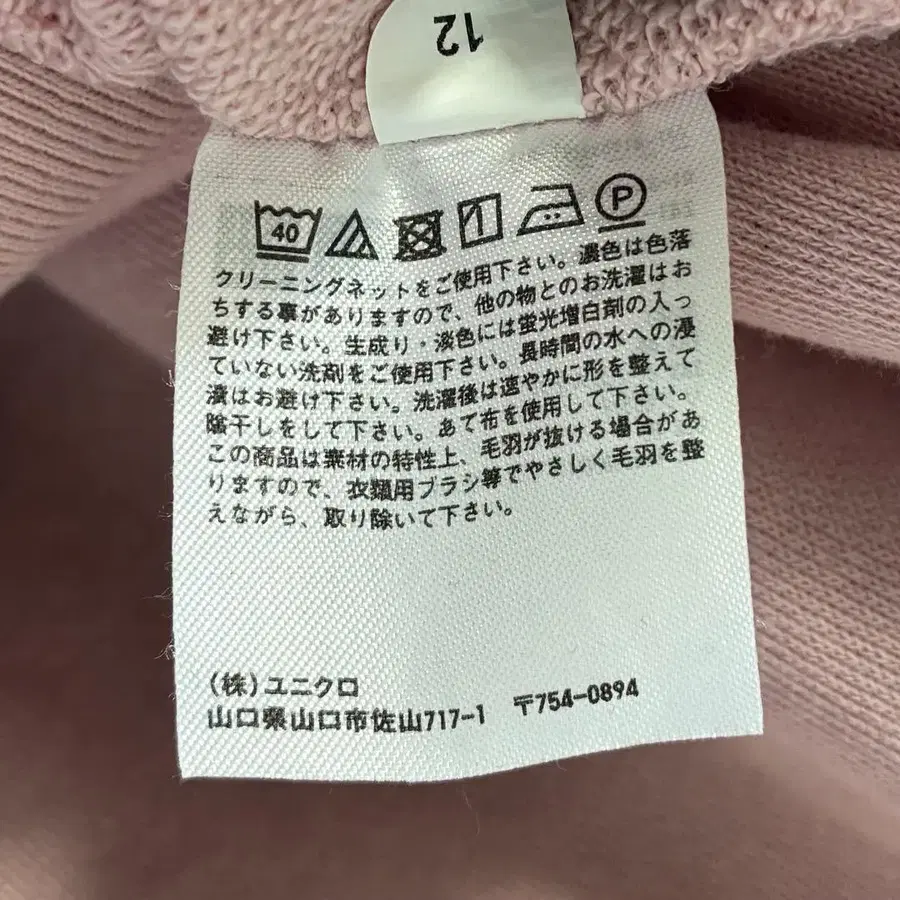 12
40
P
クリーニングネットをご使用下さい。濃色は色落
ちする事がありますので、他の物とのお洗濯はお
避け下さい。生成り・淡色には蛍光増白剤の入っ
ていない洗剤をご使用下さい。長時間の水への浸
漬はお避け下さい。洗濯後は速やかに形を整えて
陰干しをして下さい。あて布を使用して下さい。
この商品は素材の特性上、毛羽が抜ける場合があ
りますので、衣類用ブラシ等でやさしく毛羽を整
えながら、取り除いて下さい。
(株)ユニクロ
山口県山口市佐山717-1 〒754-0894